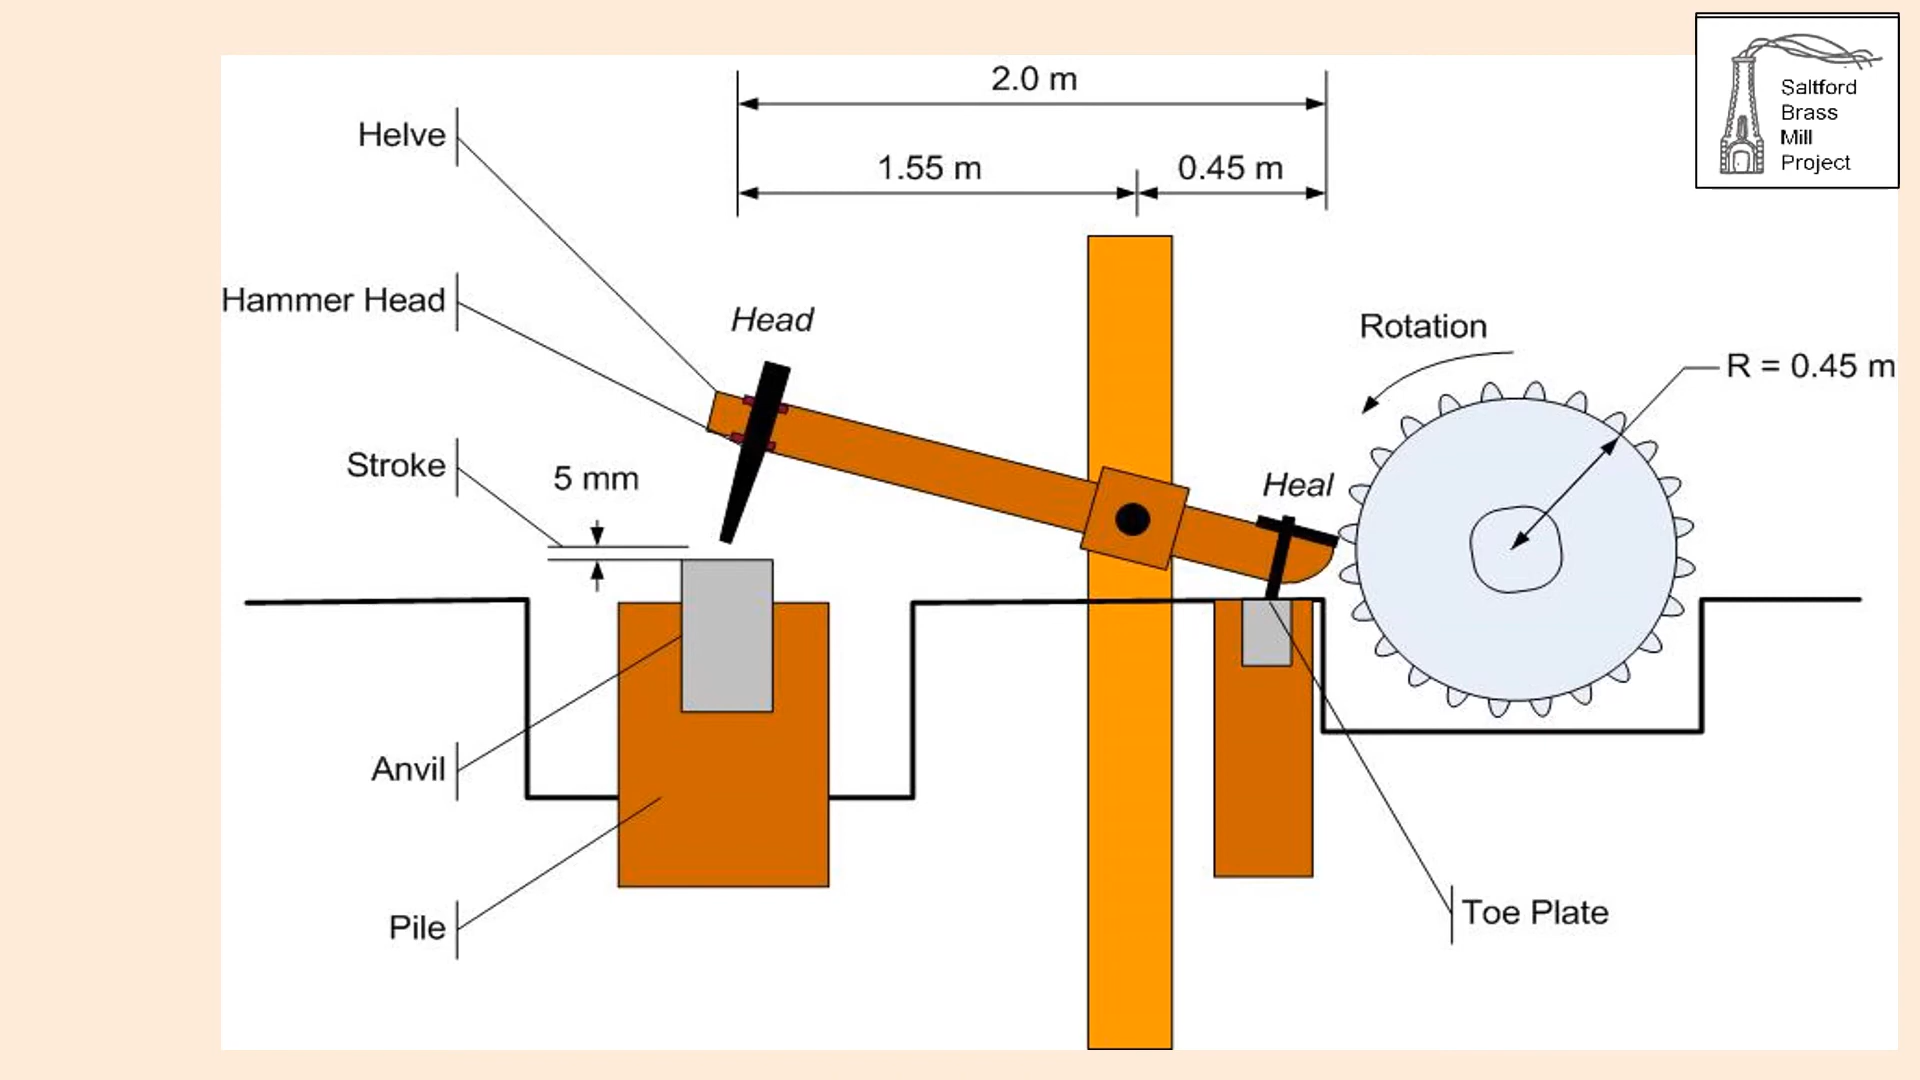 2.0 m
Saltford
Brass
Mill
Project
Helve
1.55 m
0.45 m
Hammer Head
Head
Rotation
R = 0.45 m
Stroke
5 mm
Heal
Anvil
Pile
Toe Plate